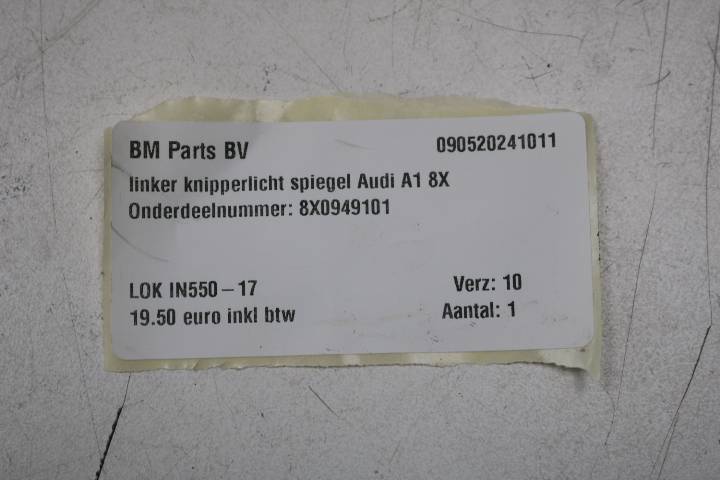 BM Parts BV 090520241011
linker knipperlicht spiegel Audi A1 8X
Onderdeelnummer: 8X0949101
LOK IN550-17 Verz: 10
19.50 euro inkl btw Aantal: 1